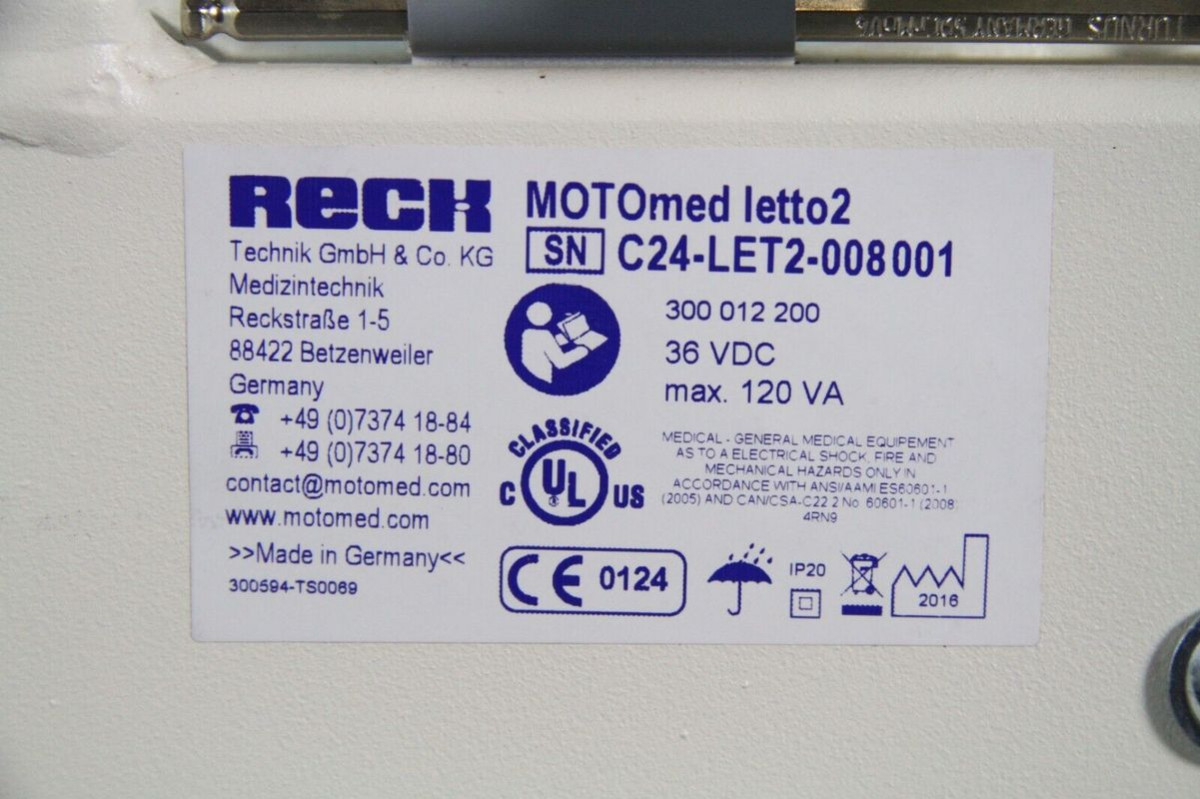 RECK
Technik GmbH & Co. KG
Medizintechnik
Reckstraße 1-5
88422 Betzenweiler
Germany
+49 (0)7374 18-84
+49 (0)7374 18-80
contact@motomed.com
www.motomed.com
>>Made in Germany<<
300594-TS0069
MOTOmed letto2
SN C24-LET2-008001
300 012 200
36 VDC
max. 120 VA
CLASSIFIED
C UL US
MEDICAL - GENERAL MEDICAL EQUIPEMENT
AS TO A ELECTRICAL SHOCK, FIRE AND
MECHANICAL HAZARDS ONLY IN
ACCORDANCE WITH ANSI/AAMI ES60601-1
(2005) AND CAN/CSA-C22.2 No. 60601-1 (2008)
4RN9
CE 0124
IP20
2016